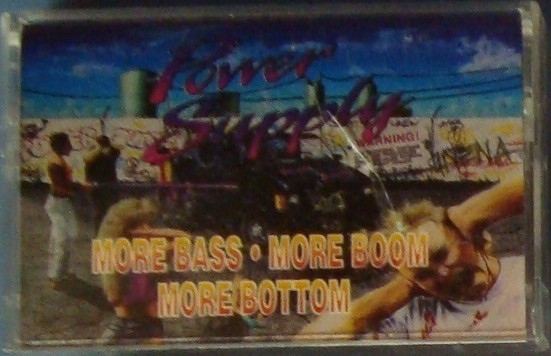 Power
Supply
WARNING!
MORE BASS • MORE BOOM
MORE BOTTOM